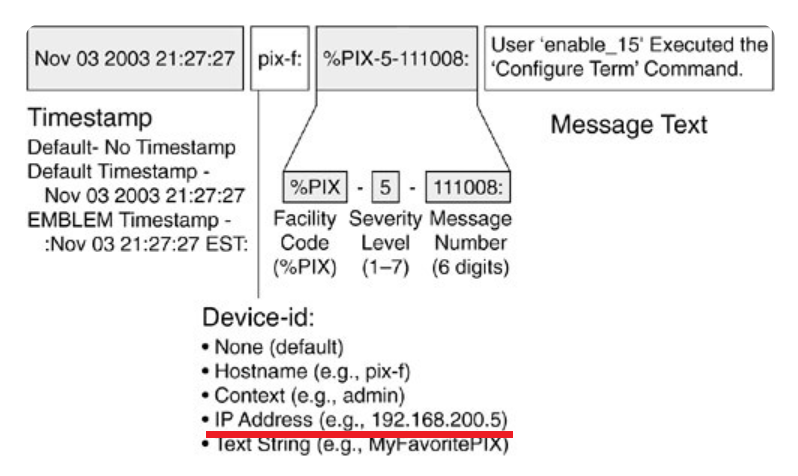 Nov 03 2003 21:27:27 pix-f: %PIX-5-111008: User 'enable_15' Executed the
'Configure Term' Command.
Timestamp
Default- No Timestamp
Default Timestamp -
Nov 03 2003 21:27:27
EMBLEM Timestamp -
:Nov 03 21:27:27 EST:
Message Text
%PIX - 5 - 111008:
Facility Severity Message
Code Level Number
(%PIX) (1–7) (6 digits)
Device-id:
• None (default)
• Hostname (e.g., pix-f)
• Context (e.g., admin)
• IP Address (e.g., 192.168.200.5)
• Text String (e.g., MyFavoritePIX)